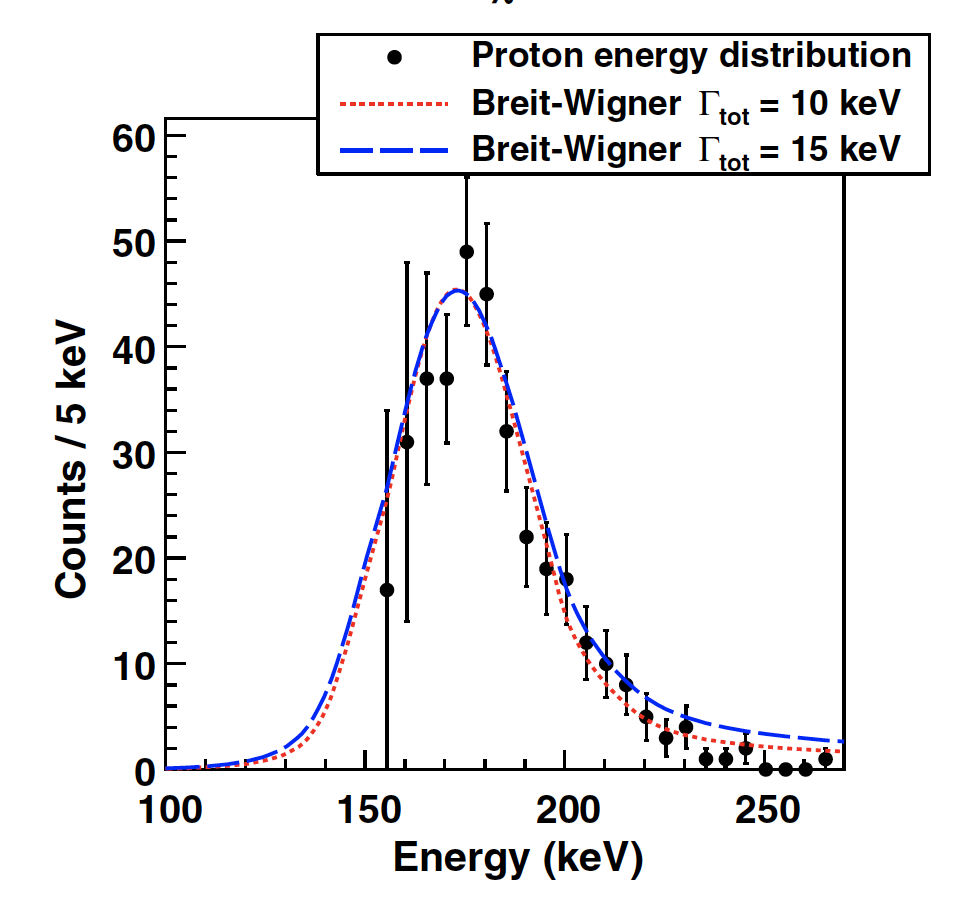 Proton energy distribution
Breit-Wigner Γtot = 10 keV
Breit-Wigner Γtot = 15 keV
60
50
40
30
20
10
0
Counts / 5 keV
100 150 200 250
Energy (keV)